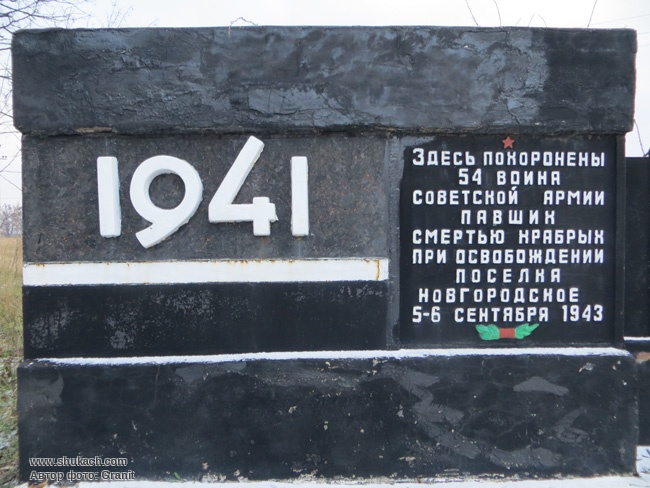 1941
Здесь похоронены
54 воина
Советской Армии
павших
смертью храбрых
при освобождении
поселка
Новгородское
5-6 сентября 1943
www.shukach.com
Автор фото: Granit